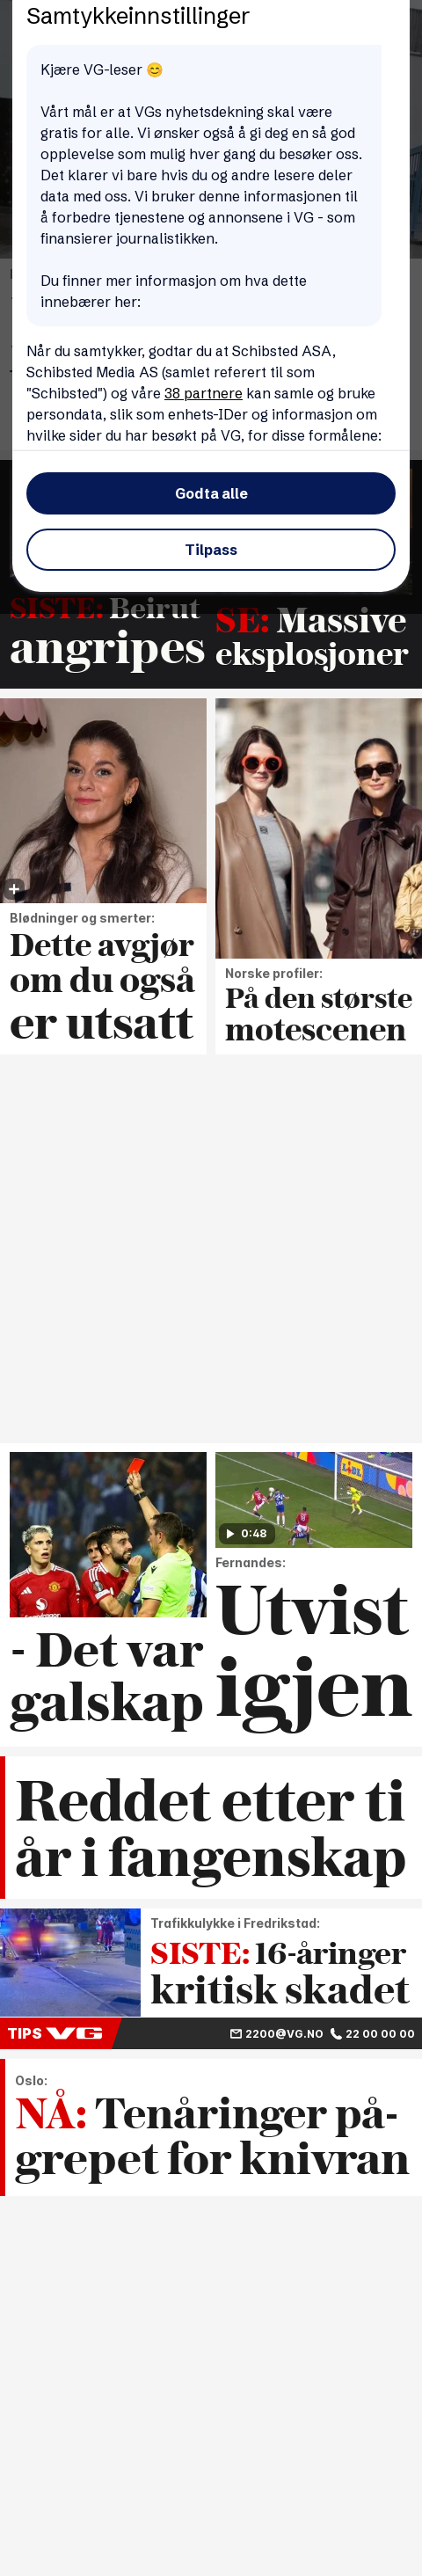 Samtykkeinnstillinger
Kjære VG-leser 😊
Vårt mål er at VGs nyhetsdekning skal være
gratis for alle. Vi ønsker også å gi deg en så god
opplevelse som mulig hver gang du besøker oss.
Det klarer vi bare hvis du og andre lesere deler
data med oss. Vi bruker denne informasjonen til
å forbedre tjenestene og annonsene i VG - som
finansierer journalistikken.
Du finner mer informasjon om hva dette
innebærer her:
Når du samtykker, godtar du at Schibsted ASA,
Schibsted Media AS (samlet referert til som
"Schibsted") og våre 38 partnere kan samle og bruke
persondata, slik som enhets-IDer og informasjon om
hvilke sider du har besøkt på VG, for disse formålene:
Godta alle
Tilpass
SISTE: Beirut
angripes
SE: Massive
eksplosjoner
Blødninger og smerter:
Dette avgjør
om du også
er utsatt
Norske profiler:
På den største
motescenen
- Det var
galskap
0:48
Fernandes:
Utvist
igjen
Reddet etter ti
år i fangenskap
Trafikkulykke i Fredrikstad:
SISTE: 16-åringer
kritisk skadet
TIPS VG
2200@VG.NO 22 00 00 00
Oslo:
NÅ: Tenåringer på-
grepet for knivran